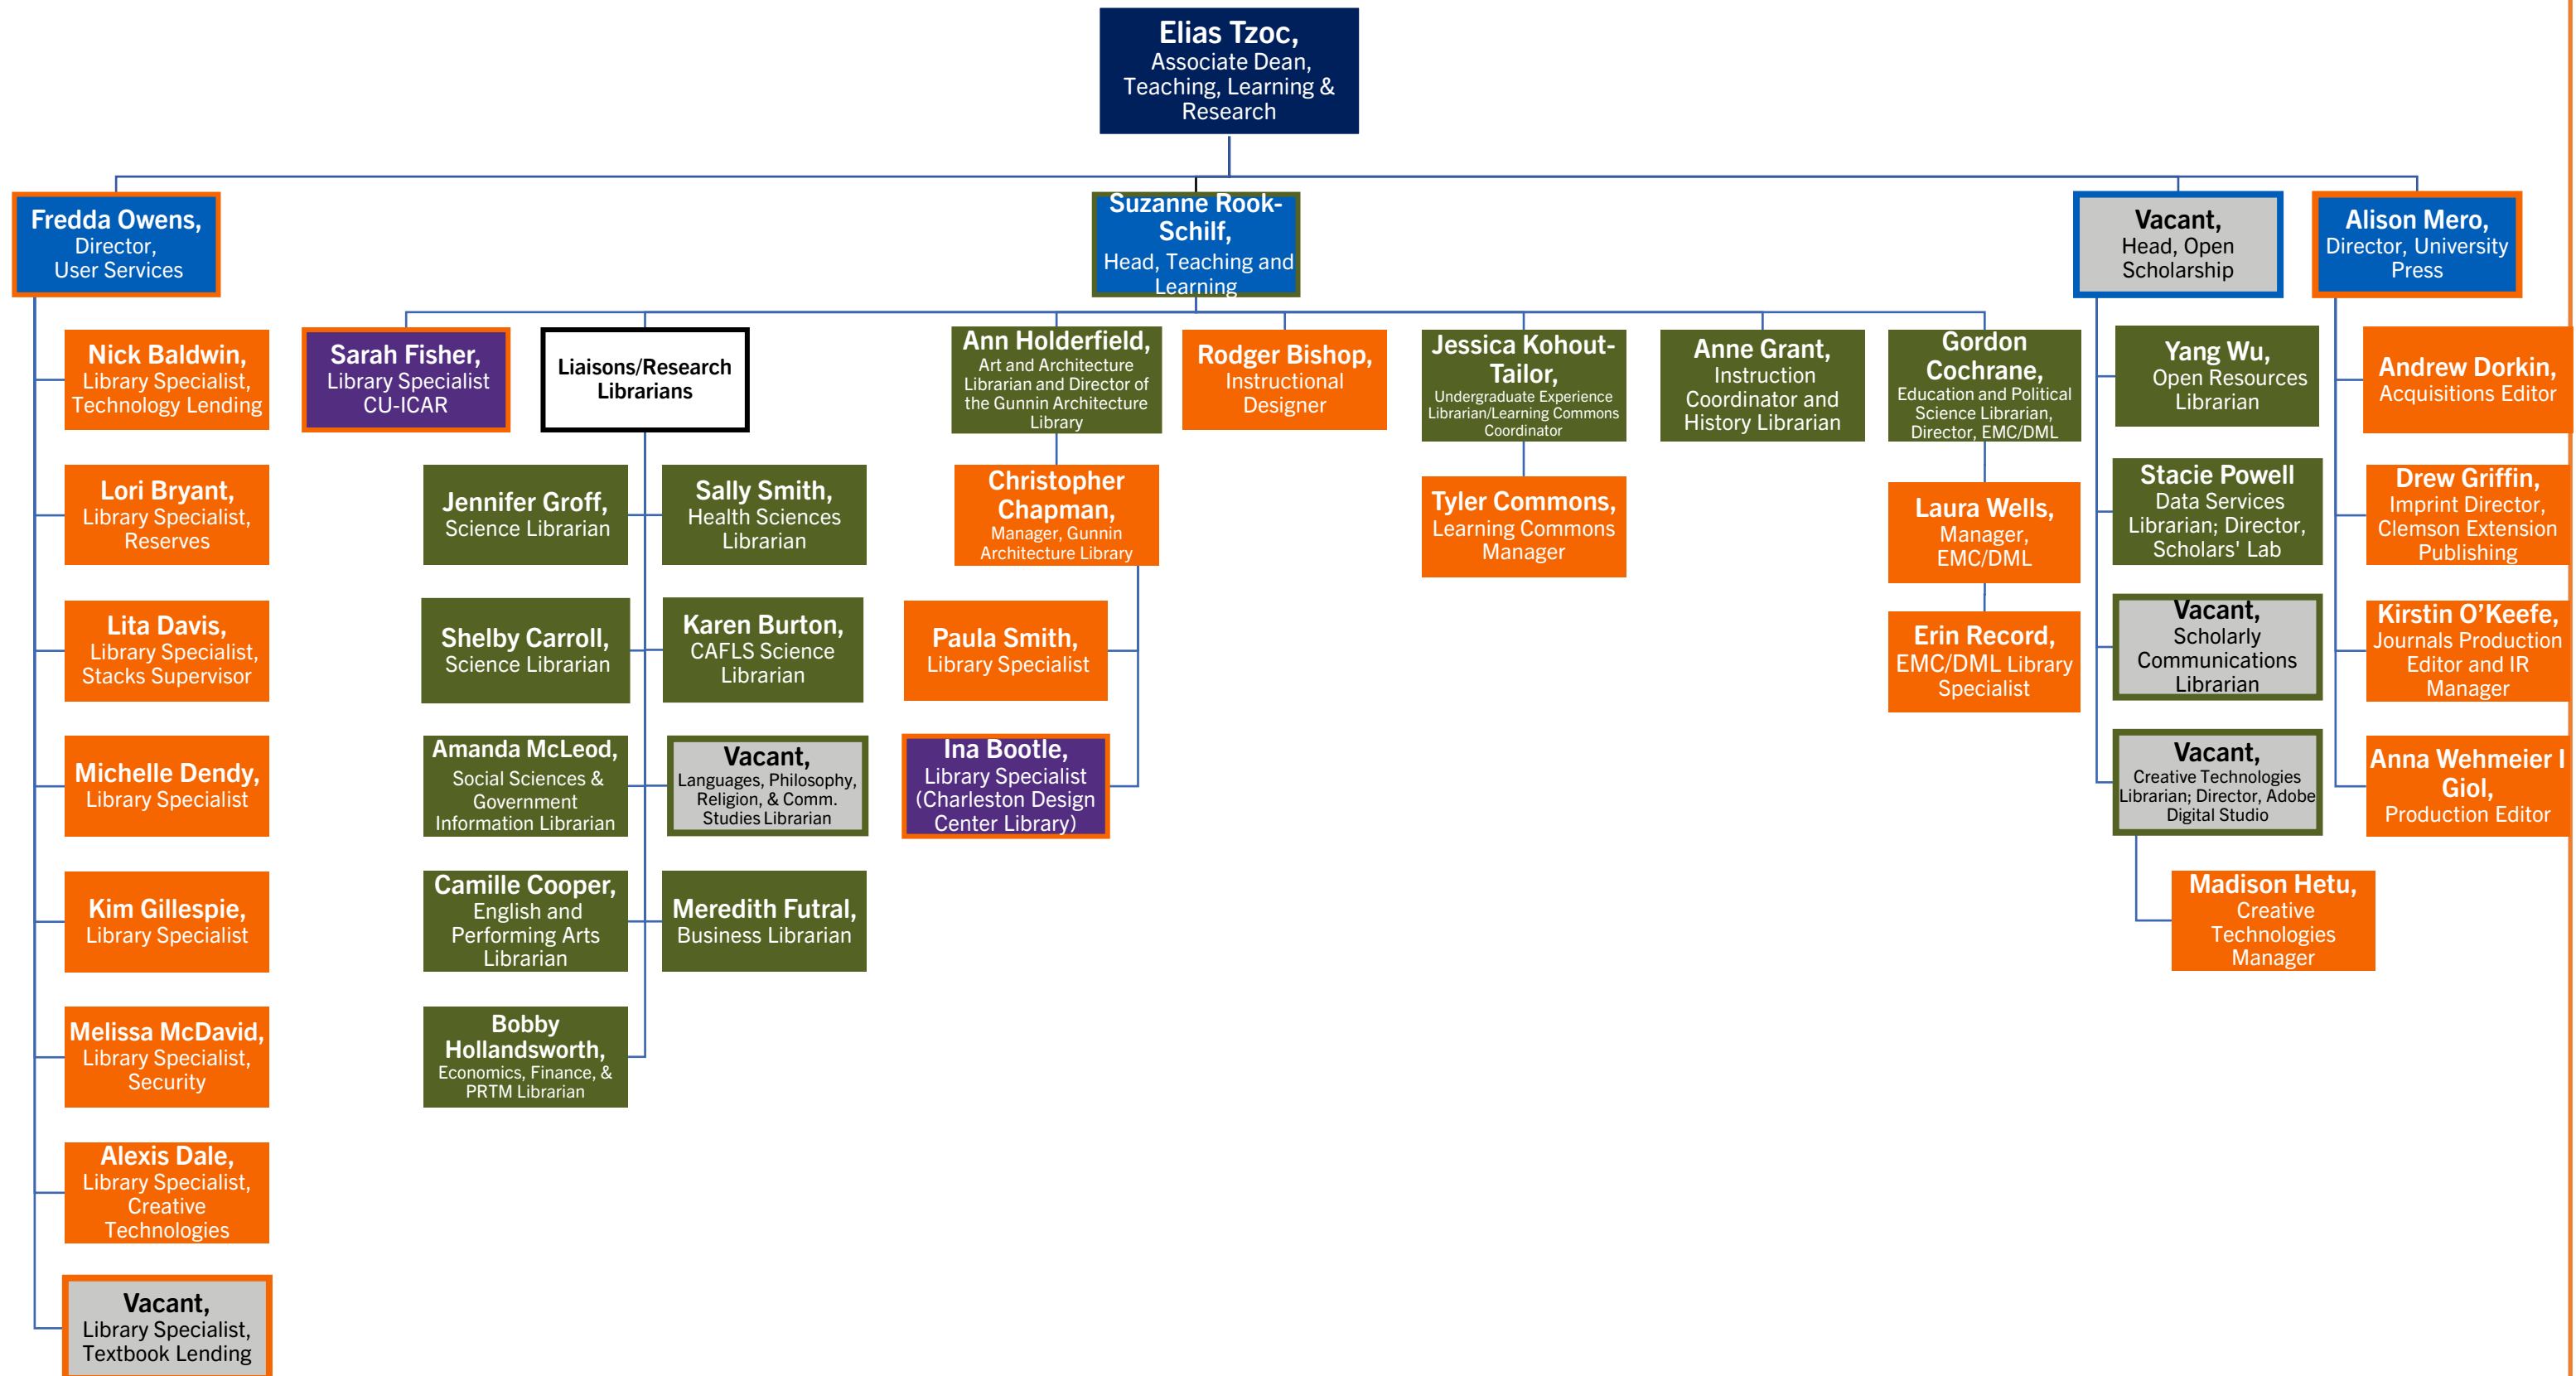 Elias Tzoc,
Associate Dean,
Teaching, Learning &
Research
Fredda Owens,
Director,
User Services
Suzanne Rook-
Schilf,
Head, Teaching and
Learning
Vacant,
Head, Open
Scholarship
Alison Mero,
Director, University
Press
Nick Baldwin,
Library Specialist,
Technology Lending
Lori Bryant,
Library Specialist,
Reserves
Lita Davis,
Library Specialist,
Stacks Supervisor
Michelle Dendy,
Library Specialist
Kim Gillespie,
Library Specialist
Melissa McDavid,
Library Specialist,
Security
Alexis Dale,
Library Specialist,
Creative
Technologies
Vacant,
Library Specialist,
Textbook Lending
Sarah Fisher,
Library Specialist
CU-ICAR
Liaisons/Research
Librarians
Jennifer Groff,
Science Librarian
Sally Smith,
Health Sciences
Librarian
Shelby Carroll,
Science Librarian
Karen Burton,
CAFLS Science
Librarian
Amanda McLeod,
Social Sciences &
Government
Information Librarian
Vacant,
Languages, Philosophy,
Religion, & Comm.
Studies Librarian
Camille Cooper,
English and
Performing Arts
Librarian
Meredith Futral,
Business Librarian
Bobby
Hollandsworth,
Economics, Finance, &
PRTM Librarian
Ann Holderfield,
Art and Architecture
Librarian and Director of
the Gunnin Architecture
Library
Christopher
Chapman,
Manager, Gunnin
Architecture Library
Paula Smith,
Library Specialist
Ina Bootle,
Library Specialist
(Charleston Design
Center Library)
Rodger Bishop,
Instructional
Designer
Jessica Kohout-
Tailor,
Undergraduate Experience
Librarian/Learning Commons
Coordinator
Tyler Commons,
Learning Commons
Manager
Anne Grant,
Instruction
Coordinator and
History Librarian
Gordon
Cochrane,
Education and Political
Science Librarian,
Director, EMC/DML
Laura Wells,
Manager,
EMC/DML
Erin Record,
EMC/DML Library
Specialist
Yang Wu,
Open Resources
Librarian
Stacie Powell
Data Services
Librarian; Director,
Scholars' Lab
Vacant,
Scholarly
Communications
Librarian
Vacant,
Creative Technologies
Librarian; Director, Adobe
Digital Studio
Madison Hetu,
Creative
Technologies
Manager
Andrew Dorkin,
Acquisitions Editor
Drew Griffin,
Imprint Director,
Clemson Extension
Publishing
Kirstin O’Keefe,
Journals Production
Editor and IR
Manager
Anna Wehmeier I
Giol,
Production Editor